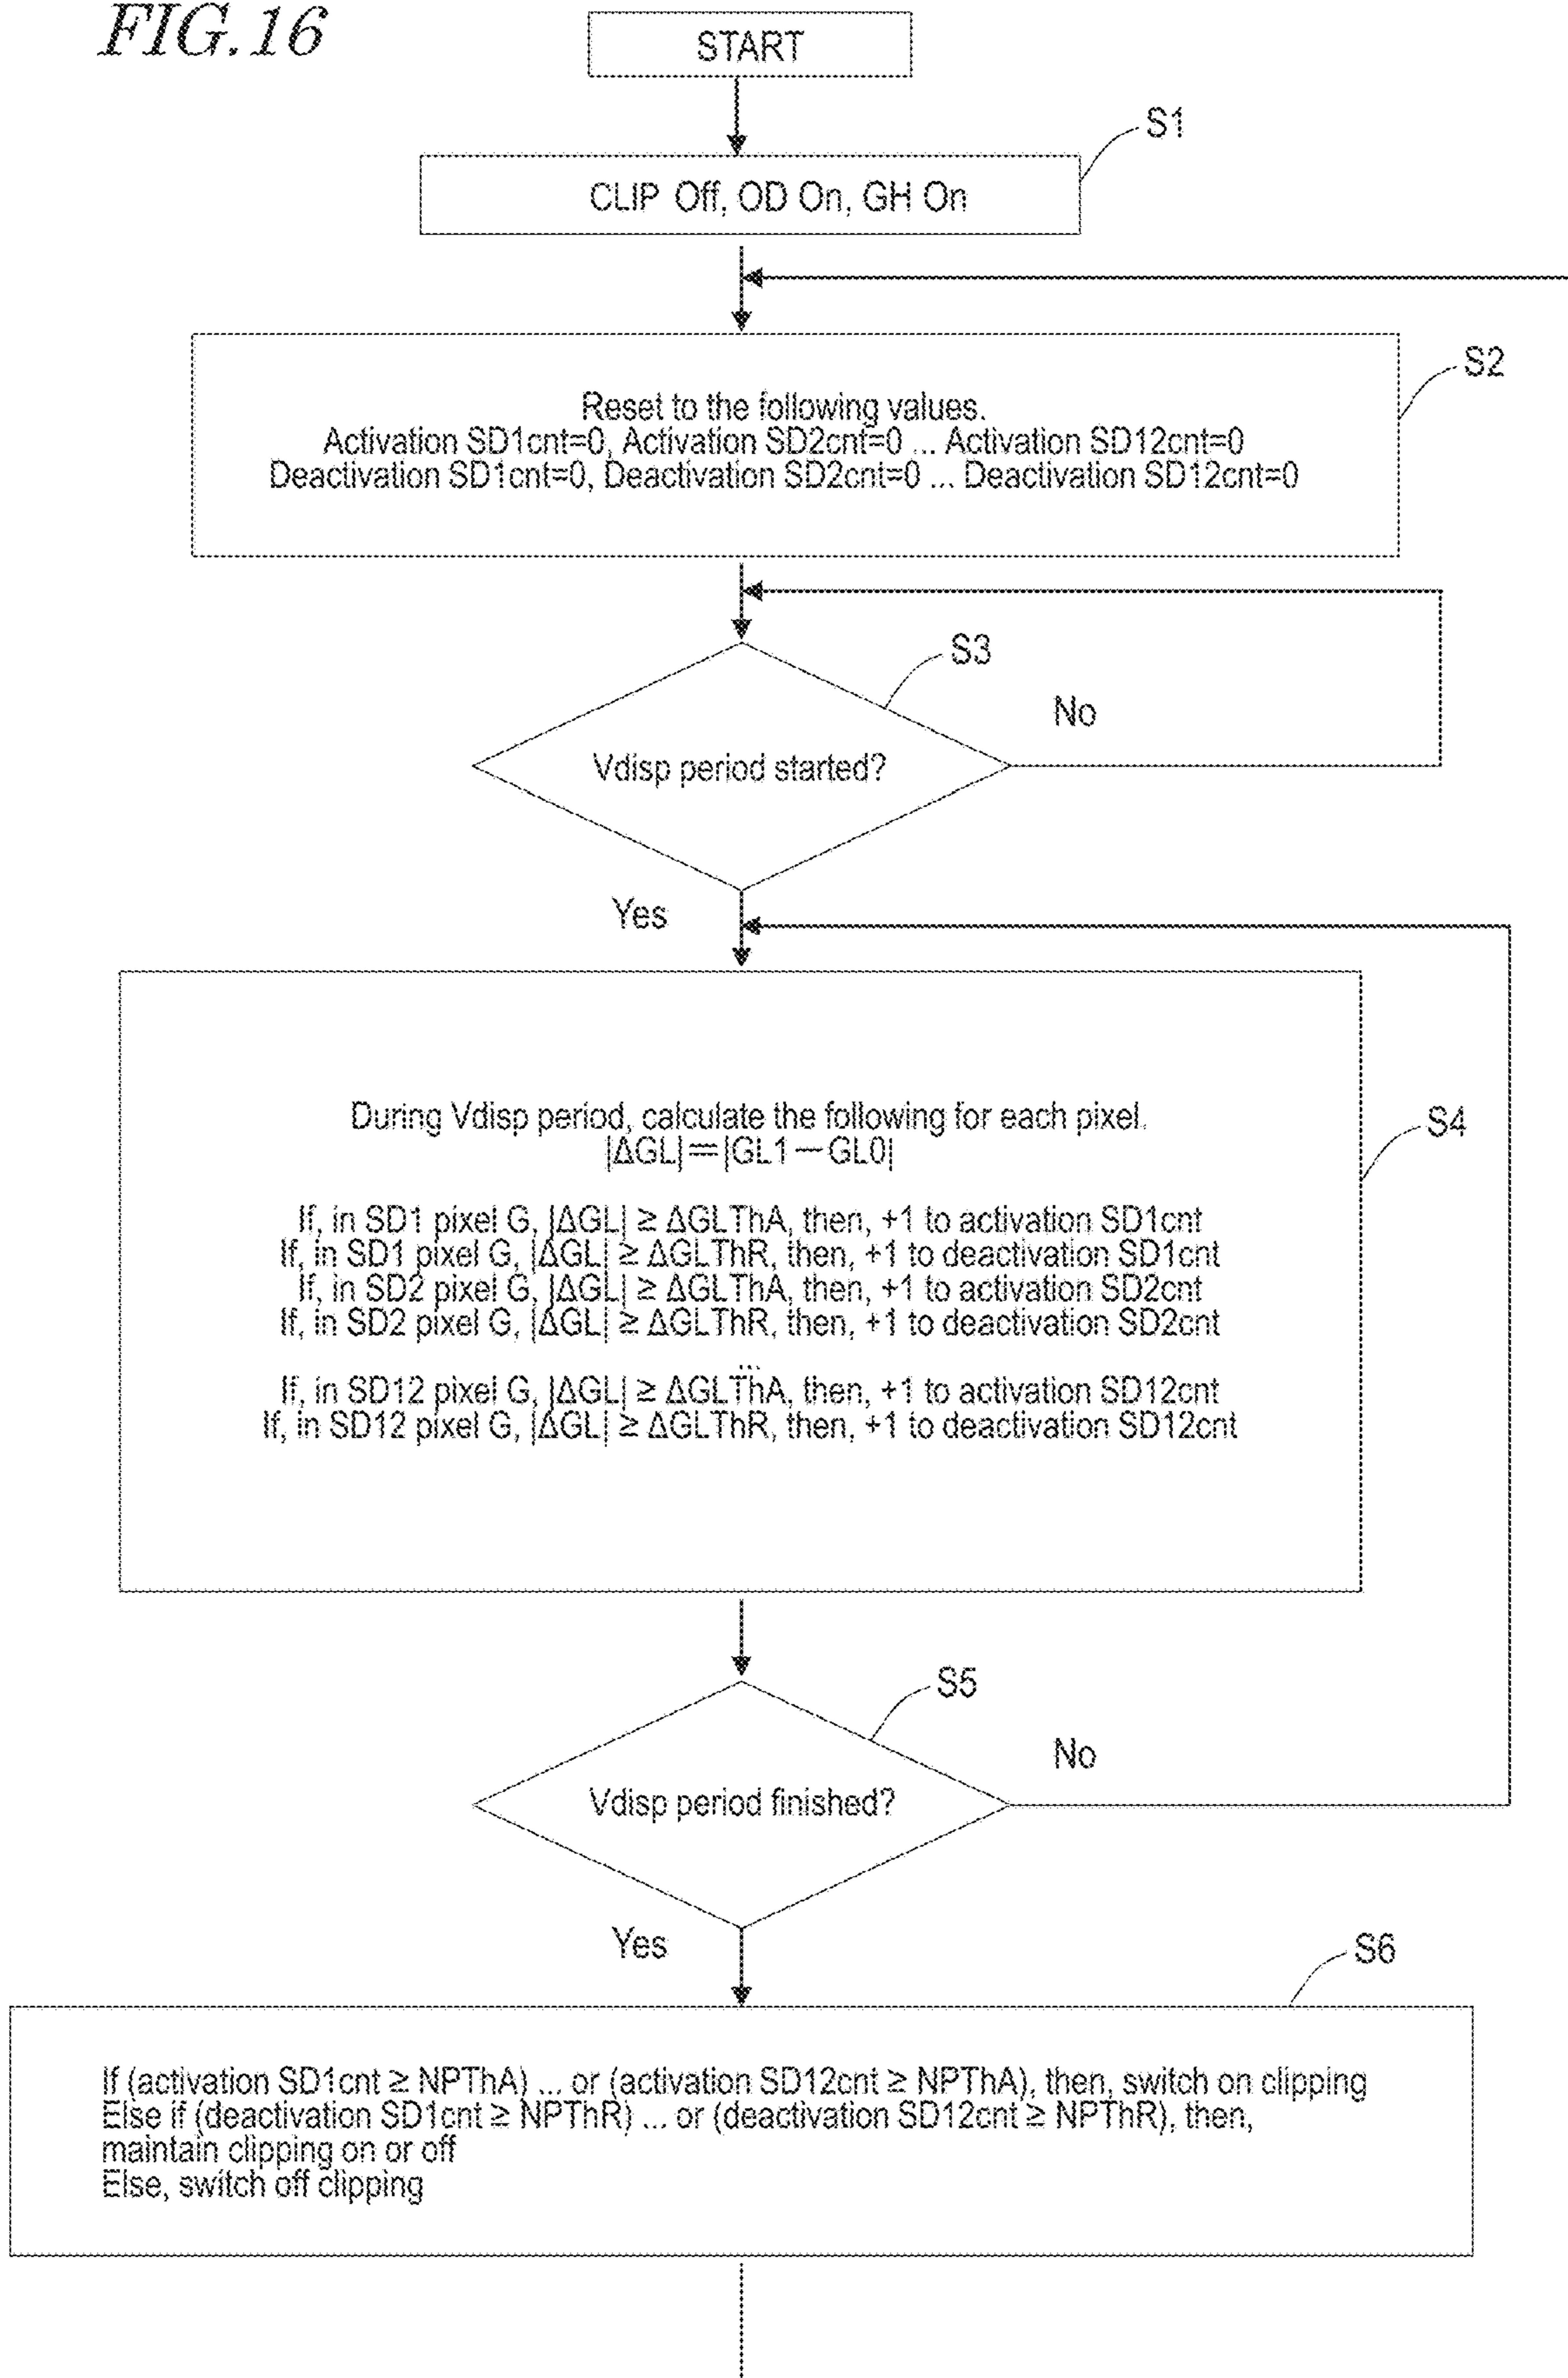 FIG.16
START
S1
CLIP Off, OD On, GH On
S2
Reset to the following values.
Activation SD1cnt=0, Activation SD2cnt=0 ... Activation SD12cnt=0
Deactivation SD1cnt=0, Deactivation SD2cnt=0 ... Deactivation SD12cnt=0
S3
No
Vdisp period started?
Yes
During Vdisp period, calculate the following for each pixel.
S4
|ΔGL|=|GL1−GL0|
If, in SD1 pixel G, |ΔGL| ≥ ΔGLThA, then, +1 to activation SD1cnt
If, in SD1 pixel G, |ΔGL| ≥ ΔGLThR, then, +1 to deactivation SD1cnt
If, in SD2 pixel G, |ΔGL| ≥ ΔGLThA, then, +1 to activation SD2cnt
If, in SD2 pixel G, |ΔGL| ≥ ΔGLThR, then, +1 to deactivation SD2cnt
...
If, in SD12 pixel G, |ΔGL| ≥ ΔGLThA, then, +1 to activation SD12cnt
If, in SD12 pixel G, |ΔGL| ≥ ΔGLThR, then, +1 to deactivation SD12cnt
S5
No
Vdisp period finished?
Yes
S6
If (activation SD1cnt ≥ NPThA) ... or (activation SD12cnt ≥ NPThA), then, switch on clipping
Else if (deactivation SD1cnt ≥ NPThR) ... or (deactivation SD12cnt ≥ NPThR), then,
maintain clipping on or off
Else, switch off clipping